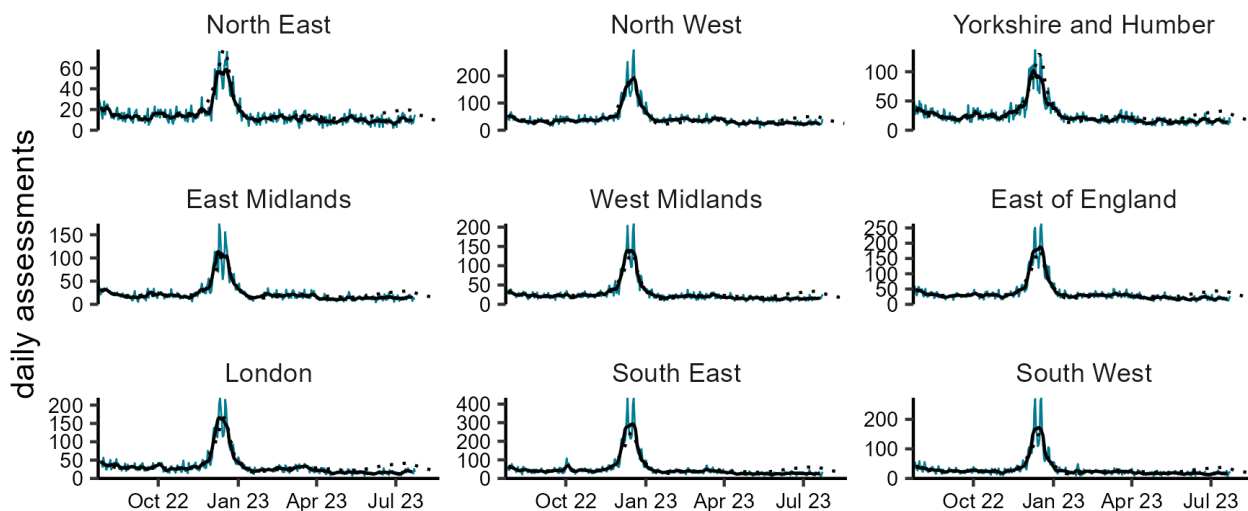 North East North West Yorkshire and Humber
60 200 100
40
20 100 50
0 0 0
daily assessments
East Midlands West Midlands East of England
150 200 250
200
100 150 150
100 100
50 50 50
0 0 0
London South East South West
200 400 200
150 300
100 200 100
50 100
0 0 0
Oct 22 Jan 23 Apr 23 Jul 23 Oct 22 Jan 23 Apr 23 Jul 23 Oct 22 Jan 23 Apr 23 Jul 23